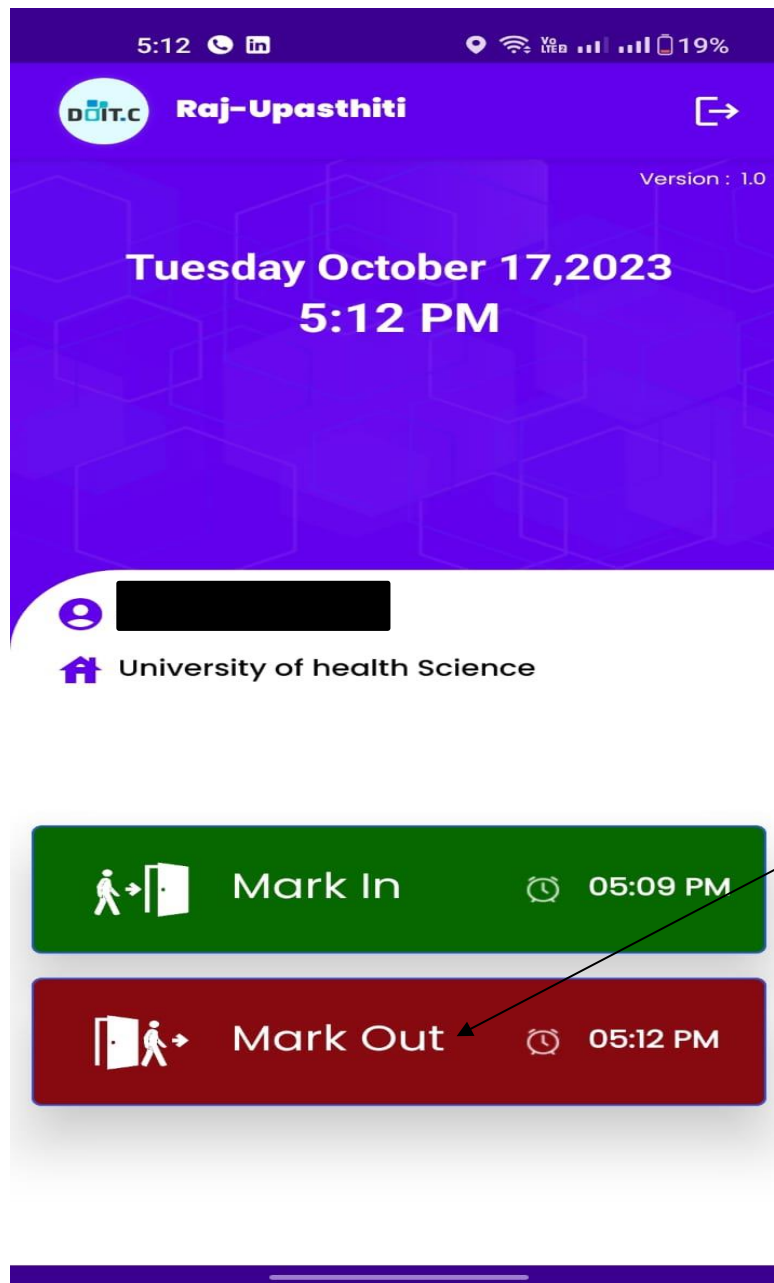 5:12 19%
DOIT.C Raj-Upasthiti
Version : 1.0
Tuesday October 17,2023
5:12 PM
University of health Science
Mark In 05:09 PM
Mark Out 05:12 PM